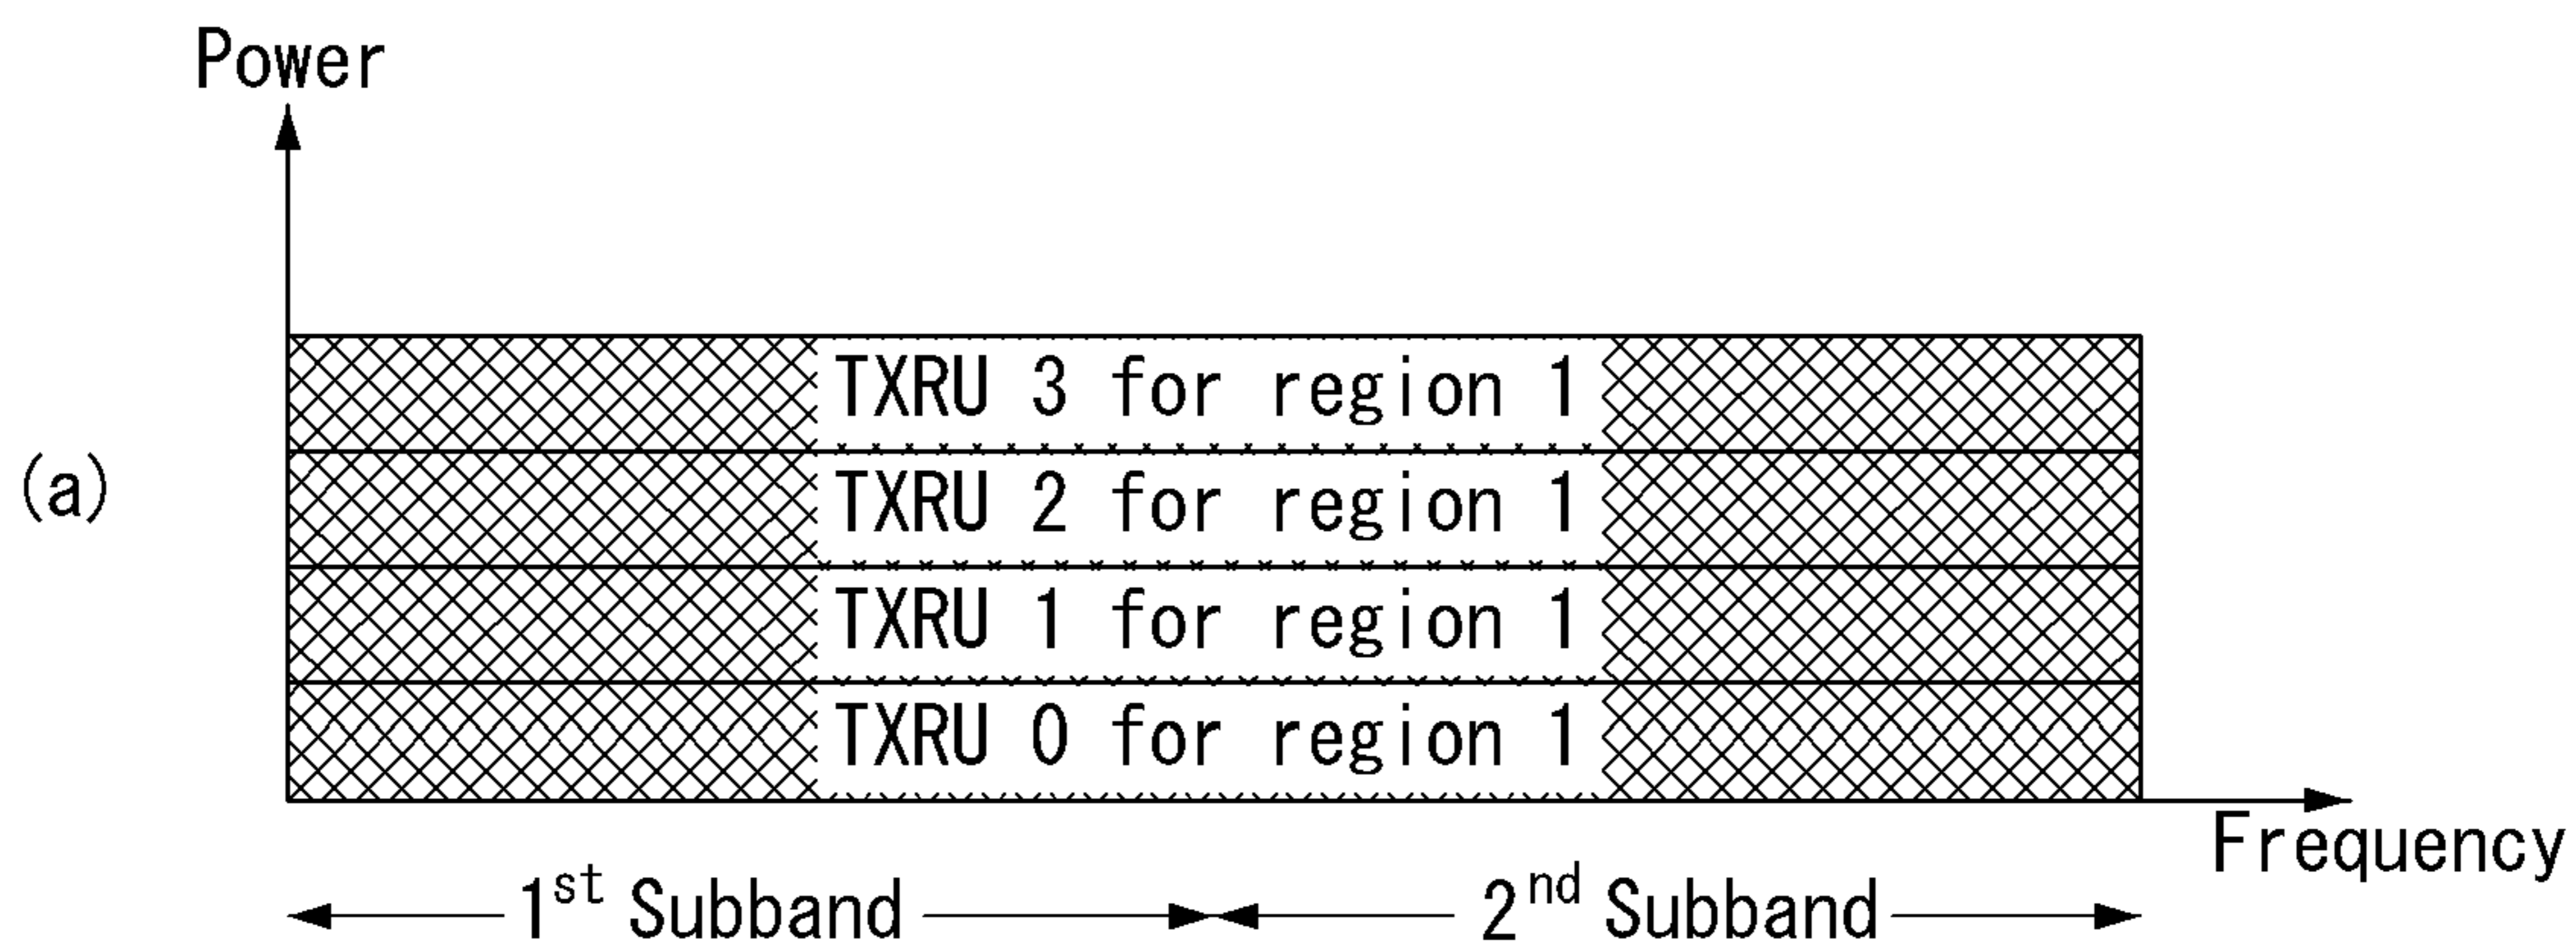 Power
(a)
TXRU 3 for region 1
TXRU 2 for region 1
TXRU 1 for region 1
TXRU 0 for region 1
Frequency
1st Subband
2nd Subband